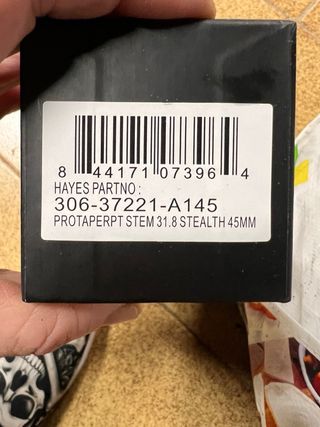 8 44171 07396 4
HAYES PARTNO :
306-37221-A145
PROTAPERPT STEM 31.8 STEALTH 45MM